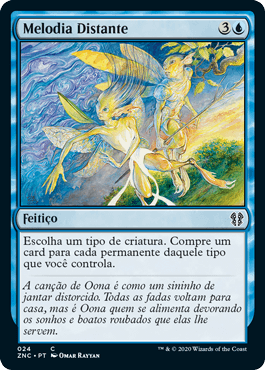 Melodia Distante 3
Feitiço
Escolha um tipo de criatura. Compre um
card para cada permanente daquele tipo
que você controla.
A canção de Oona é como um sininho de
jantar distorcido. Todas as fadas voltam para
casa, mas é Oona quem se alimenta devorando
os sonhos e boatos roubados que elas lhe
servem.
024 C
ZNC • PT Omar Rayyan
™ & © 2020 Wizards of the Coast